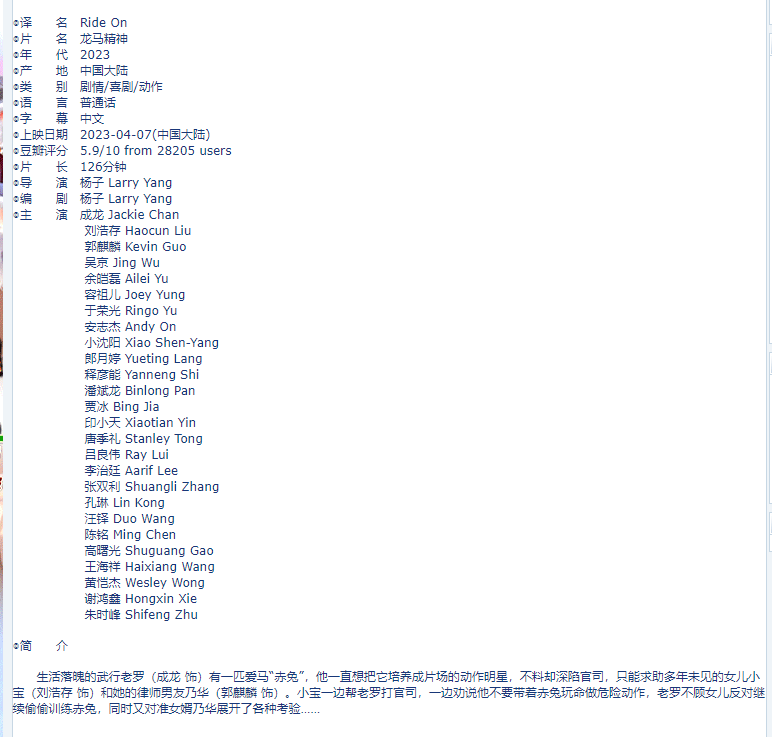 ◎译　　名　Ride On
◎片　　名　龙马精神
◎年　　代　2023
◎产　　地　中国大陆
◎类　　别　剧情/喜剧/动作
◎语　　言　普通话
◎字　　幕　中文
◎上映日期　2023-04-07(中国大陆)
◎豆瓣评分　5.9/10 from 28205 users
◎片　　长　126分钟
◎导　　演　杨子 Larry Yang
◎编　　剧　杨子 Larry Yang
◎主　　演　成龙 Jackie Chan
刘浩存 Haocun Liu
郭麒麟 Kevin Guo
吴京 Jing Wu
余皑磊 Ailei Yu
容祖儿 Joey Yung
于荣光 Ringo Yu
安志杰 Andy On
小沈阳 Xiao Shen-Yang
郎月婷 Yueting Lang
释彦能 Yanneng Shi
潘斌龙 Binlong Pan
贾冰 Bing Jia
印小天 Xiaotian Yin
唐季礼 Stanley Tong
吕良伟 Ray Lui
李治廷 Aarif Lee
张双利 Shuangli Zhang
孔琳 Lin Kong
汪铎 Duo Wang
陈铭 Ming Chen
高曙光 Shuguang Gao
王海祥 Haixiang Wang
黄恺杰 Wesley Wong
谢鸿鑫 Hongxin Xie
朱时峰 Shifeng Zhu
◎简　　介
生活落魄的武行老罗（成龙 饰）有一匹爱马“赤兔”，他一直想把它培养成片场的动作明星，不料却深陷官司，只能求助多年未见的女儿小
宝（刘浩存 饰）和她的律师男友乃华（郭麒麟 饰）。小宝一边帮老罗打官司，一边劝说他不要带着赤兔玩命做危险动作，老罗不顾女儿反对继
续偷偷训练赤兔，同时又对准女婿乃华展开了各种考验……